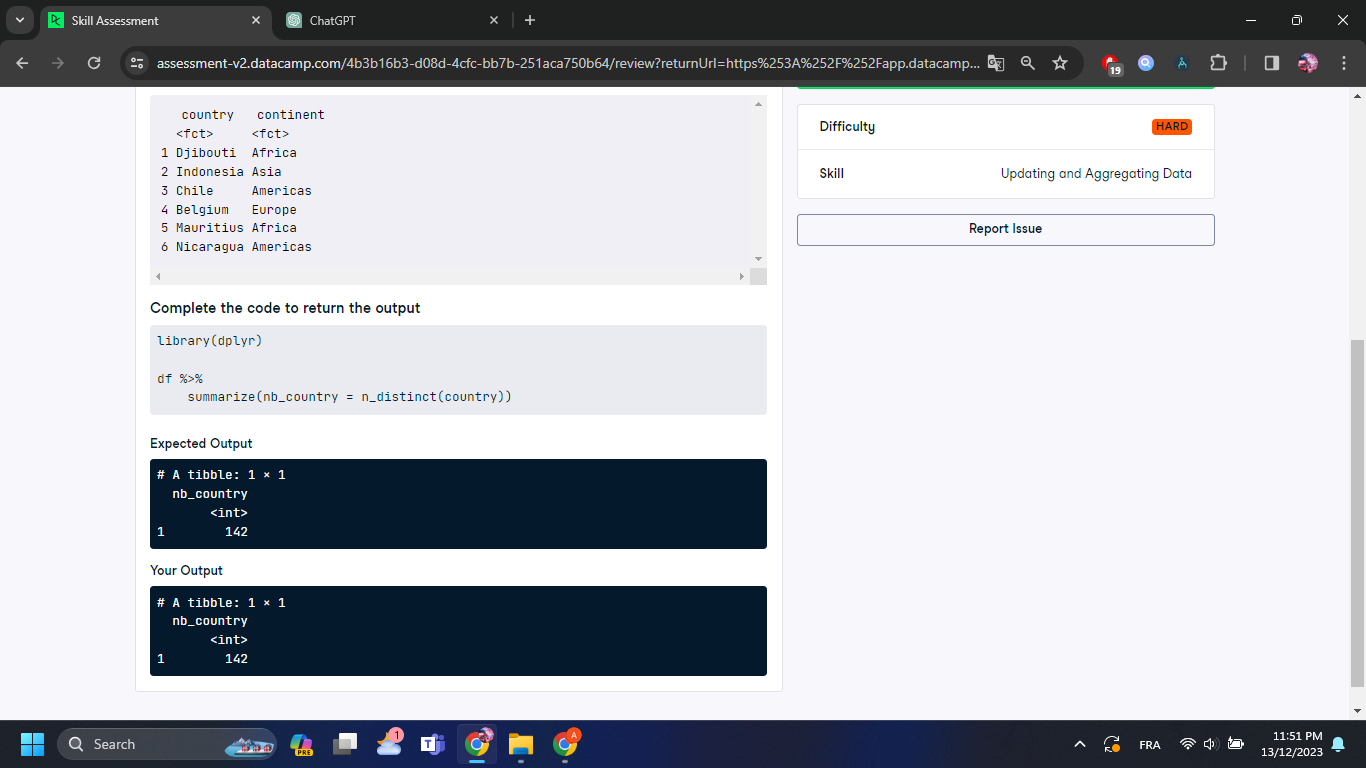 Skill Assessment
ChatGPT
assessment-v2.datacamp.com/4b3b16b3-d08d-4cfc-bb7b-251aca750b64/review?returnUrl=https%253A%252F%252Fapp.datacamp...
19
country continent
<fct> <fct>
1 Djibouti Africa
2 Indonesia Asia
3 Chile Americas
4 Belgium Europe
5 Mauritius Africa
6 Nicaragua Americas
Complete the code to return the output
library(dplyr)
df %>%
summarize(nb_country = n_distinct(country))
Expected Output
# A tibble: 1 × 1
nb_country
<int>
1 142
Your Output
# A tibble: 1 × 1
nb_country
<int>
1 142
Difficulty HARD
Skill Updating and Aggregating Data
Report Issue
Search
PRE
1
A
FRA
11:51 PM
13/12/2023